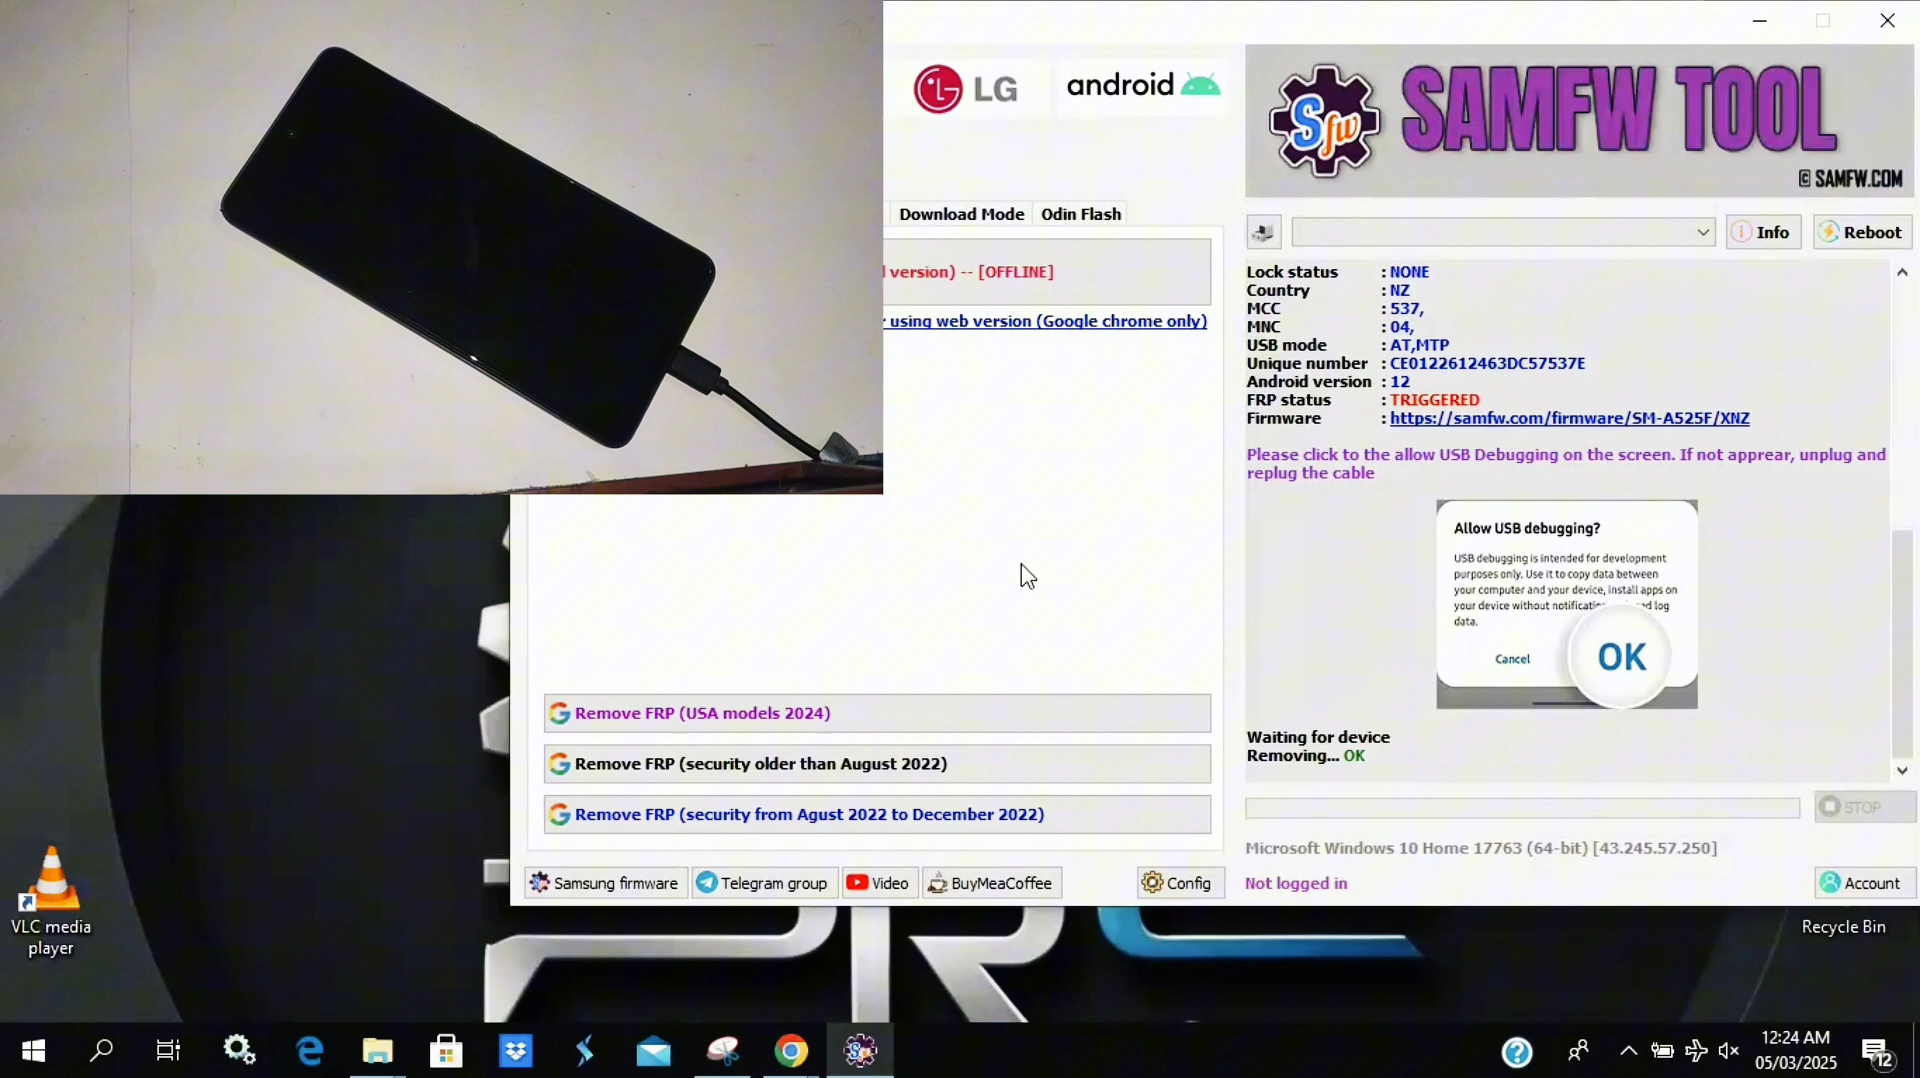 LG
android
Sfw
SAMFW TOOL
© SAMFW.COM
Download Mode
Odin Flash
Info
Reboot
version) -- [OFFLINE]
using web version (Google chrome only)
Lock status : NONE
Country : NZ
MCC : 537,
MNC : 04,
USB mode : AT,MTP
Unique number : CE0122612463DC57537E
Android version : 12
FRP status : TRIGGERED
Firmware : https://samfw.com/firmware/SM-A525F/XNZ
Please click to the allow USB Debugging on the screen. If not apprear, unplug and
replug the cable
Allow USB debugging?
USB debugging is intended for development
purposes only. Use it to copy data between
your computer and your device, install apps on
your device without notification, and read log
data.
Cancel
OK
Waiting for device
Removing... OK
Remove FRP (USA models 2024)
Remove FRP (security older than August 2022)
Remove FRP (security from Agust 2022 to December 2022)
STOP
Microsoft Windows 10 Home 17763 (64-bit) [43.245.57.250]
Samsung firmware
Telegram group
Video
BuyMeaCoffee
Config
Not logged in
Account
VLC media
player
Recycle Bin
12:24 AM
05/03/2025
12